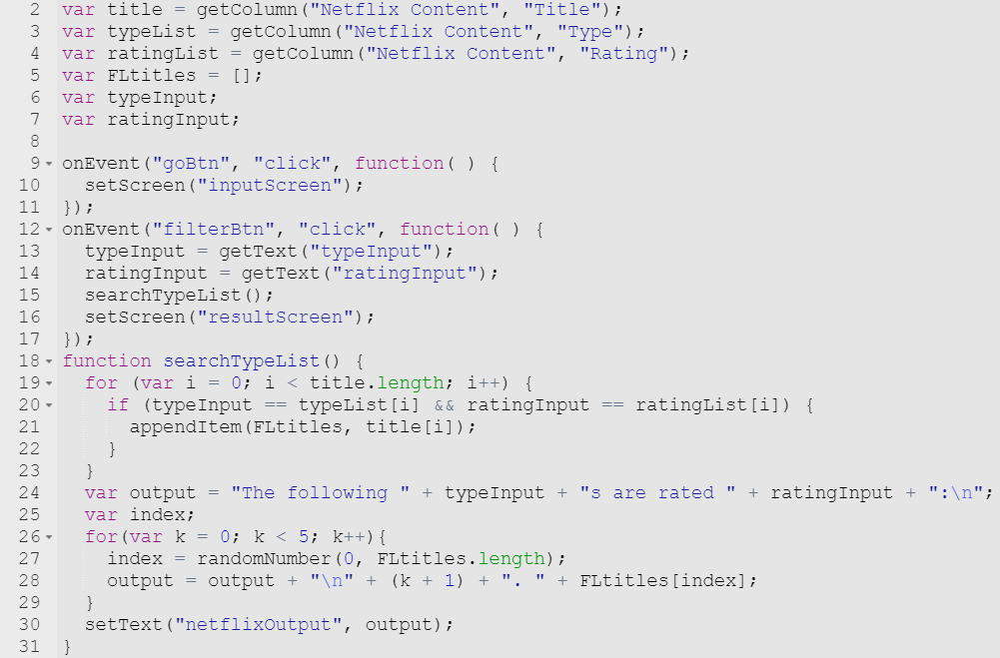 2 var title = getColumn("Netflix Content", "Title");
3 var typeList = getColumn("Netflix Content", "Type");
4 var ratingList = getColumn("Netflix Content", "Rating");
5 var FLtitles = [];
6 var typeInput;
7 var ratingInput;
8
9 onEvent("goBtn", "click", function( ) {
10 setScreen("inputScreen");
11 });
12 onEvent("filterBtn", "click", function( ) {
13 typeInput = getText("typeInput");
14 ratingInput = getText("ratingInput");
15 searchTypeList();
16 setScreen("resultScreen");
17 });
18 function searchTypeList() {
19 for (var i = 0; i < title.length; i++) {
20 if (typeInput == typeList[i] && ratingInput == ratingList[i]) {
21 appendItem(FLtitles, title[i]);
22 }
23 }
24 var output = "The following " + typeInput + "s are rated " + ratingInput + ":\n";
25 var index;
26 for(var k = 0; k < 5; k++){
27 index = randomNumber(0, FLtitles.length);
28 output = output + "\n" + (k + 1) + ". " + FLtitles[index];
29 }
30 setText("netflixOutput", output);
31 }